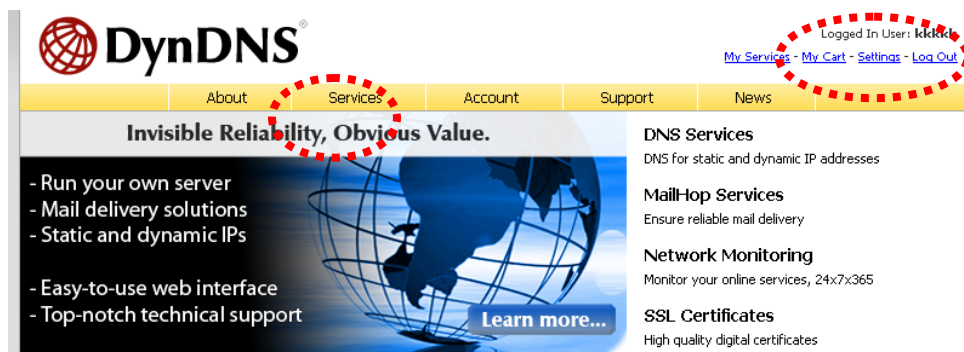 DynDNS®
Logged In User: kkkkk
My Services - My Cart - Settings - Log Out
About Services Account Support News
Invisible Reliability, Obvious Value.
- Run your own server
- Mail delivery solutions
- Static and dynamic IPs
- Easy-to-use web interface
- Top-notch technical support
Learn more...
DNS Services
DNS for static and dynamic IP addresses
MailHop Services
Ensure reliable mail delivery
Network Monitoring
Monitor your online services, 24x7x365
SSL Certificates
High quality digital certificates